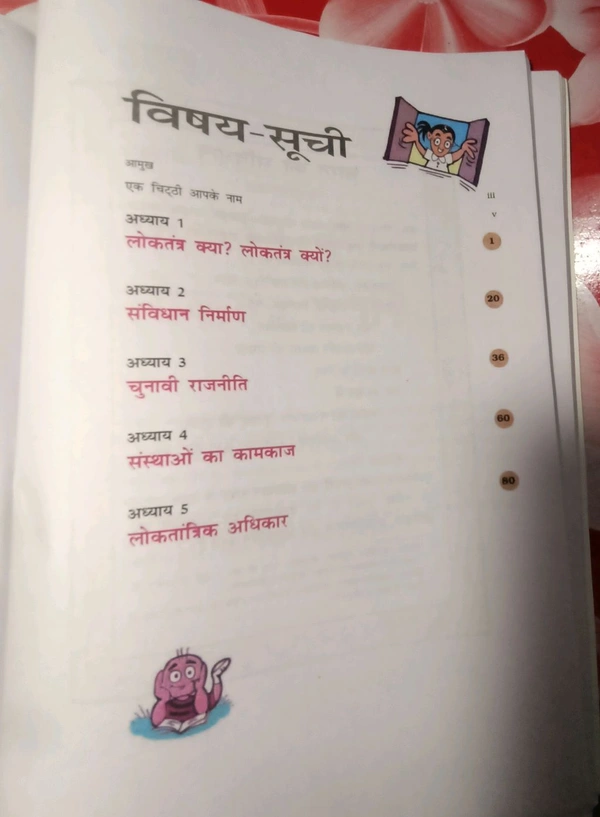 विषय-सूची
आमुख iii
एक चिट्ठी आपके नाम v
अध्याय 1
लोकतंत्र क्या? लोकतंत्र क्यों? 1
अध्याय 2
संविधान निर्माण 20
अध्याय 3
चुनावी राजनीति 36
अध्याय 4
संस्थाओं का कामकाज 60
अध्याय 5
लोकतांत्रिक अधिकार 80